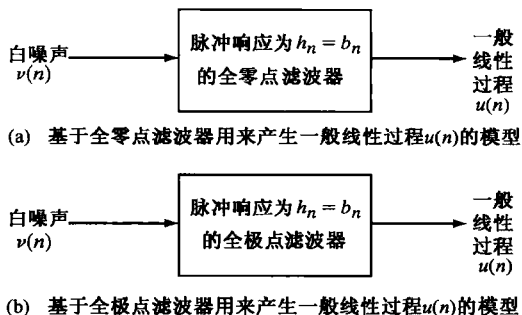 白噪声
ν(n)
脉冲响应为hₙ = bₙ
的全零点滤波器
一般
线性
过程
u(n)
(a) 基于全零点滤波器用来产生一般线性过程u(n)的模型
白噪声
ν(n)
脉冲响应为hₙ = bₙ
的全极点滤波器
一般
线性
过程
u(n)
(b) 基于全极点滤波器用来产生一般线性过程u(n)的模型